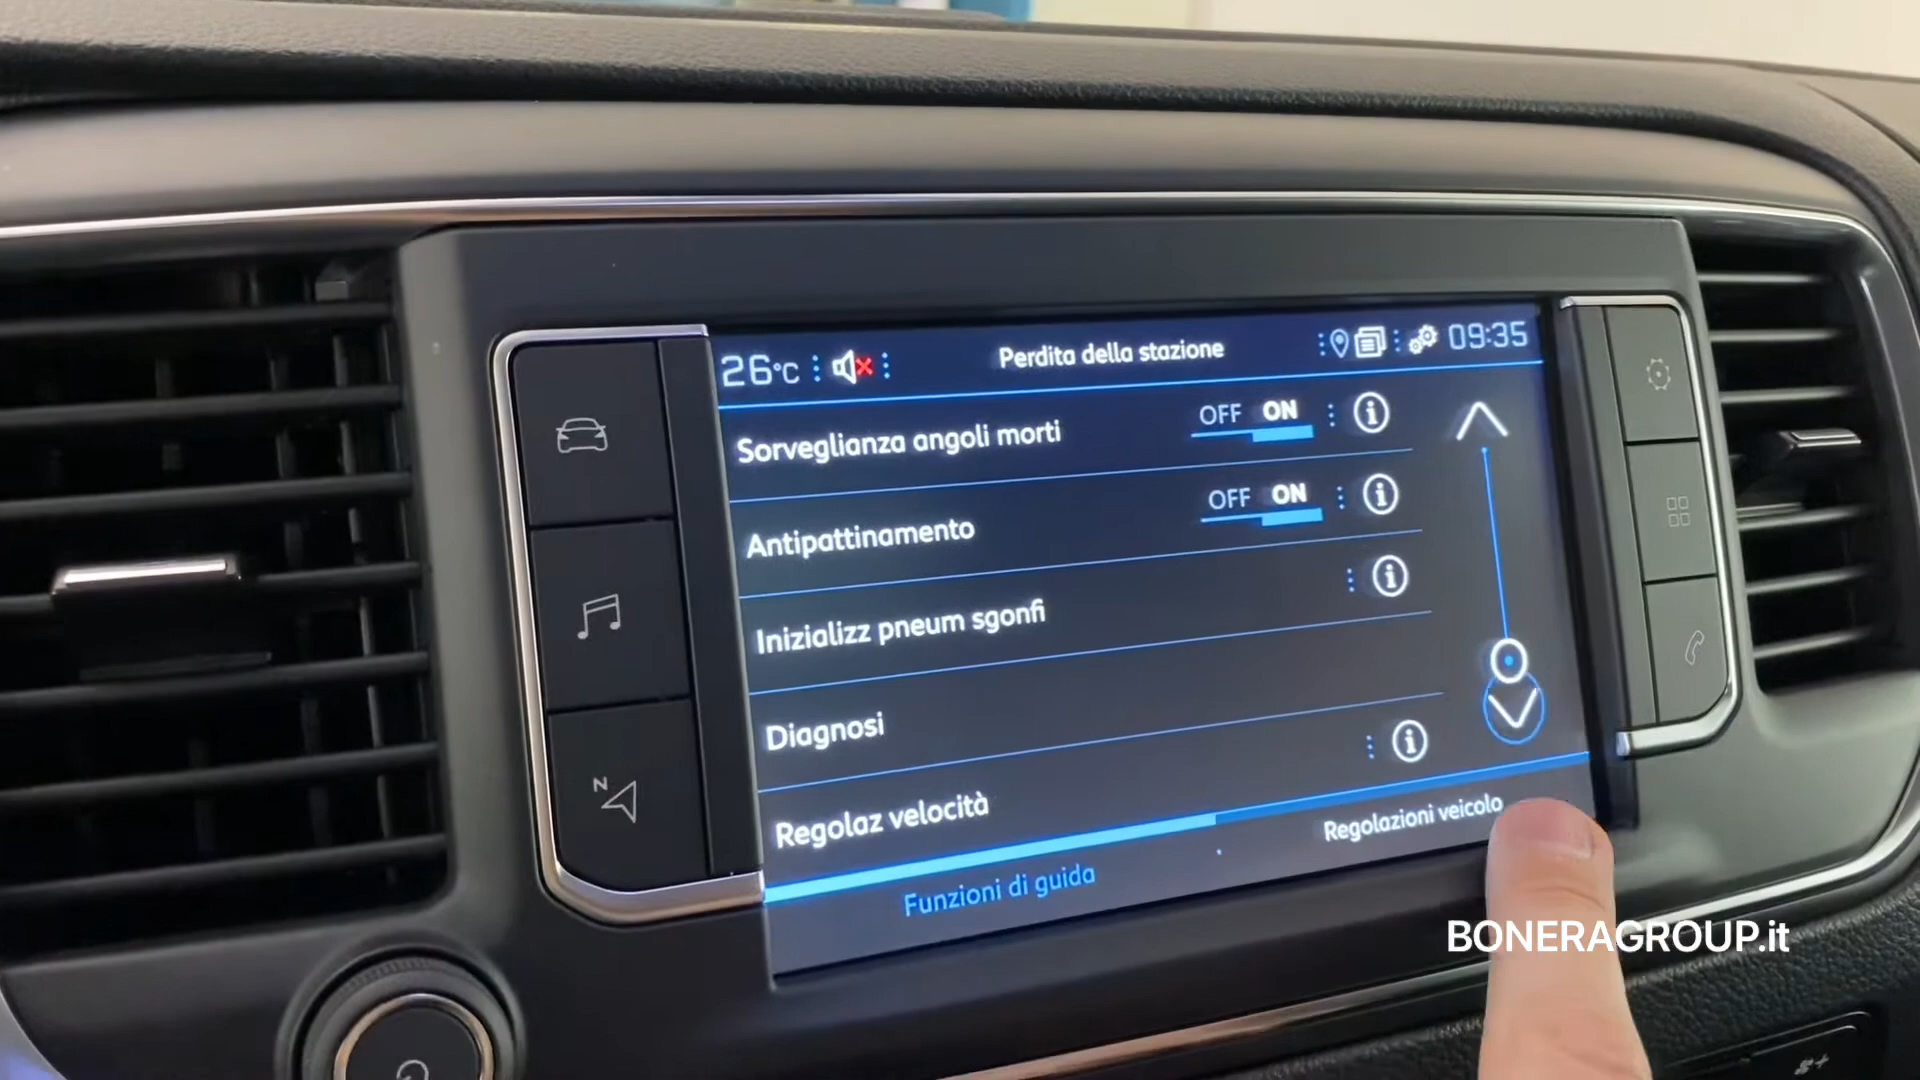 26°C
Perdita della stazione
09:35
Sorveglianza angoli morti
OFF ON
Antipattinamento
OFF ON
Inizializz pneum sgonfi
Diagnosi
Regolaz velocità
Funzioni di guida
Regolazioni veicolo
N
BONERAGROUP.it